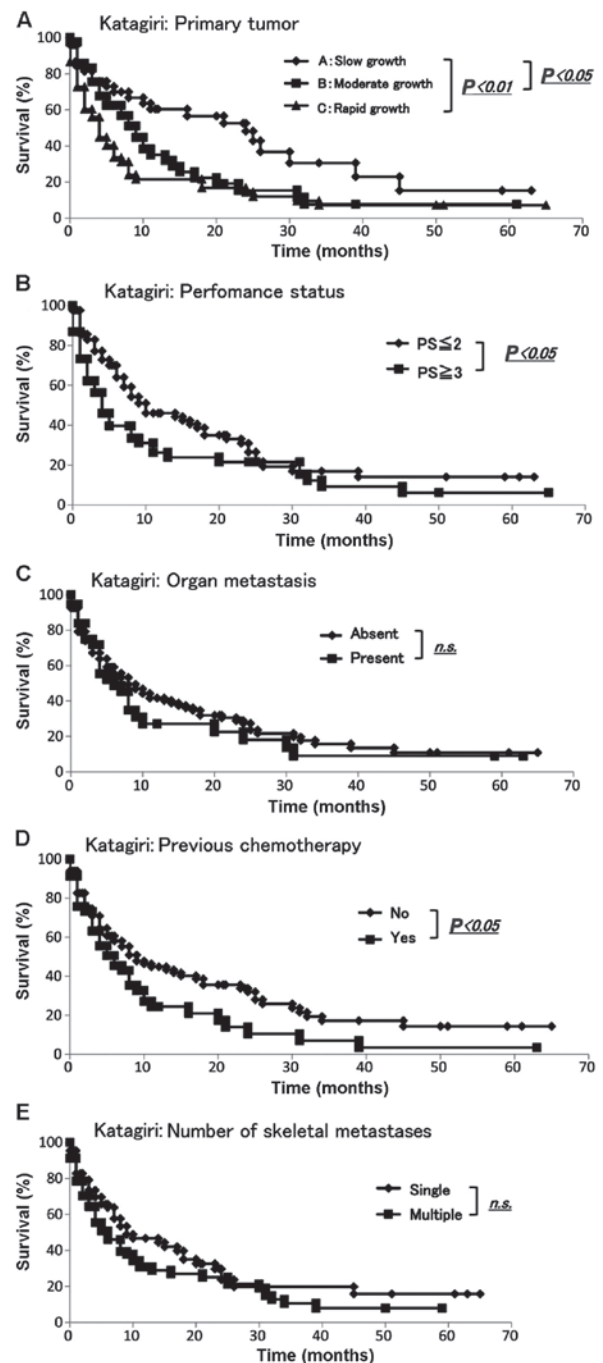 A
Katagiri: Primary tumor
Survival (%)
100
80
60
40
20
0
A: Slow growth
B: Moderate growth
C: Rapid growth
P<0.01
P<0.05
0 10 20 30 40 50 60 70
Time (months)
B
Katagiri: Perfomance status
Survival (%)
100
80
60
40
20
0
PS≦2
PS≧3
P<0.05
0 10 20 30 40 50 60 70
Time (months)
C
Katagiri: Organ metastasis
Survival (%)
100
80
60
40
20
0
Absent
Present
n.s.
0 10 20 30 40 50 60 70
Time (months)
D
Katagiri: Previous chemotherapy
Survival (%)
100
80
60
40
20
0
No
Yes
P<0.05
0 10 20 30 40 50 60 70
Time (months)
E
Katagiri: Number of skeletal metastases
Survival (%)
100
80
60
40
20
0
Single
Multiple
n.s.
0 10 20 30 40 50 60 70
Time (months)